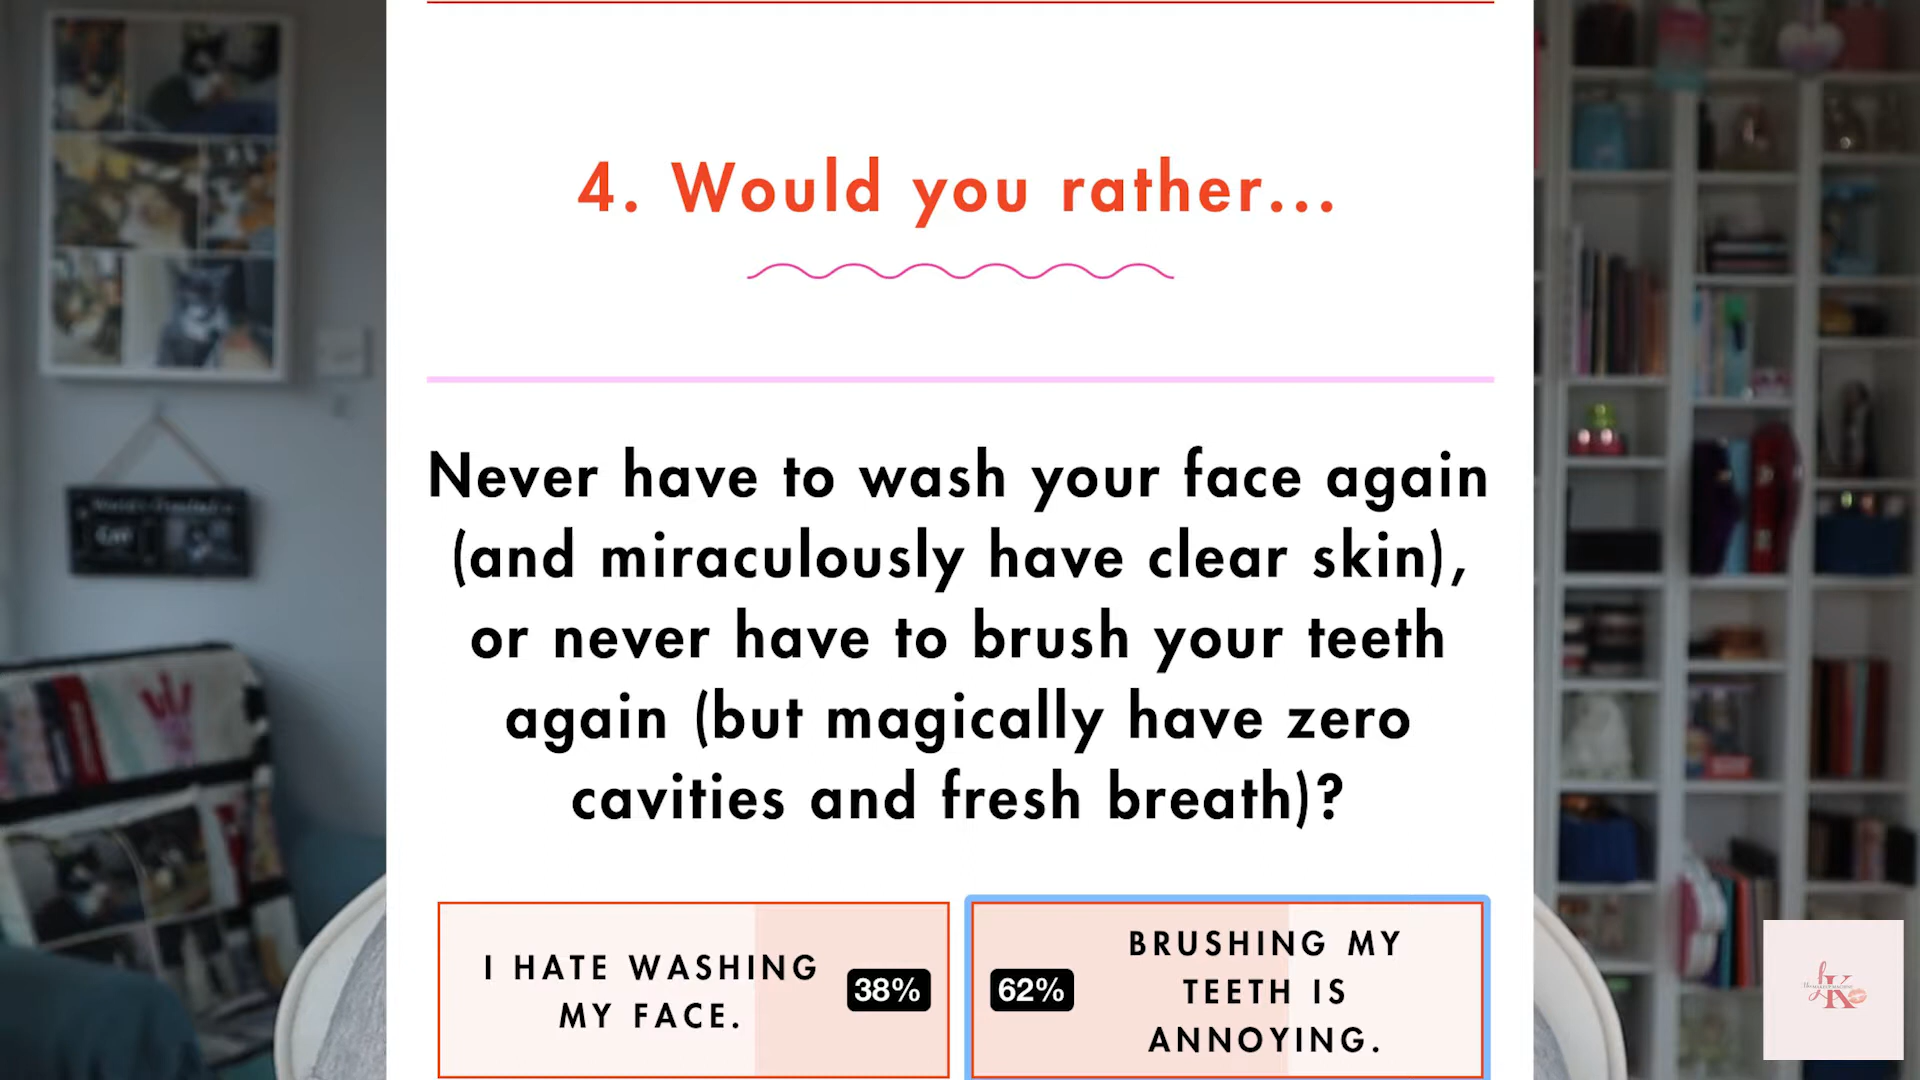 4. Would you rather...
Never have to wash your face again
(and miraculously have clear skin),
or never have to brush your teeth
again (but magically have zero
cavities and fresh breath)?
I HATE WASHING
MY FACE.
38%
62%
BRUSHING MY
TEETH IS
ANNOYING.